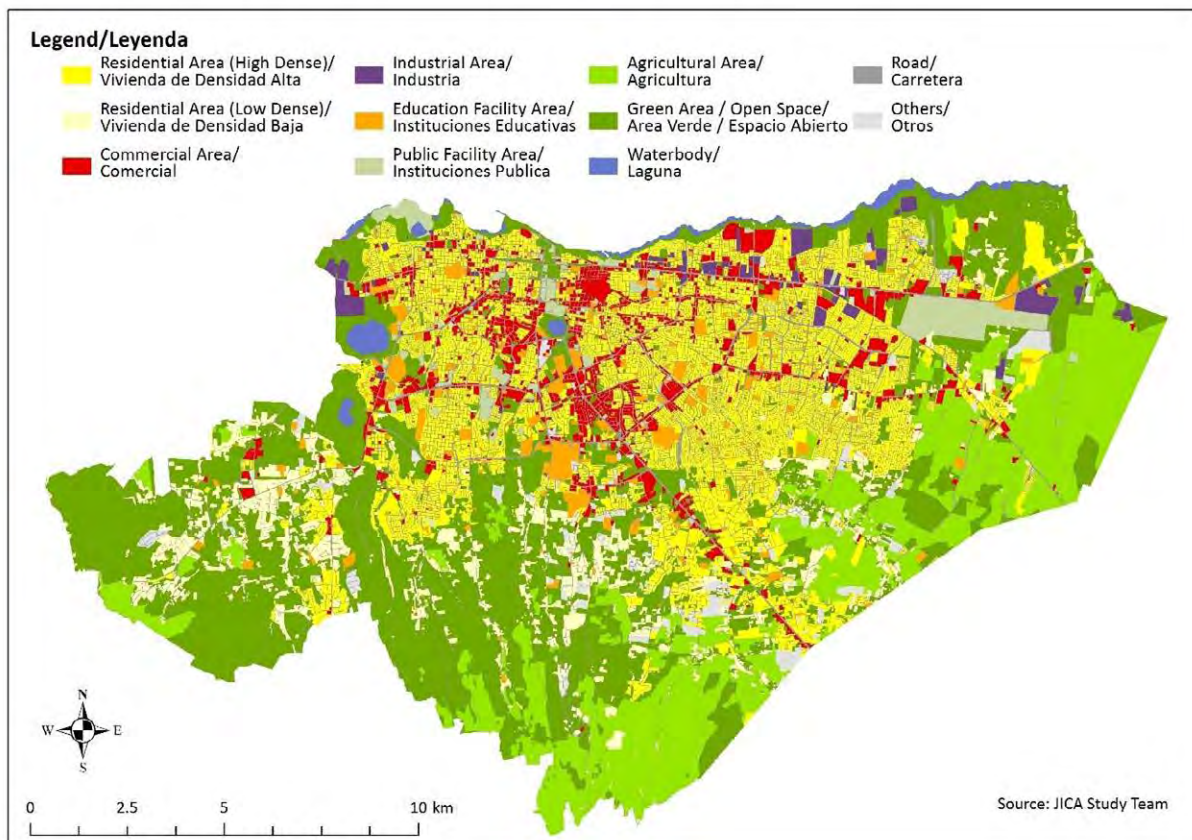 Legend/Leyenda
Residential Area (High Dense)/
Vivienda de Densidad Alta
Residential Area (Low Dense)/
Vivienda de Densidad Baja
Commercial Area/
Comercial
Industrial Area/
Industria
Education Facility Area/
Instituciones Educativas
Public Facility Area/
Instituciones Publica
Agricultural Area/
Agricultura
Green Area / Open Space/
Area Verde / Espacio Abierto
Waterbody/
Laguna
Road/
Carretera
Others/
Otros
N
W E
S
0 2.5 5 10 km
Source: JICA Study Team